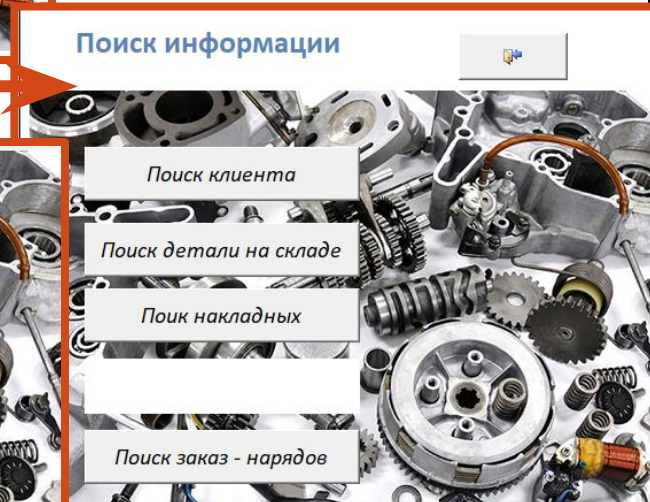 Поиск информации
Поиск клиента
Поиск детали на складе
Поик накладных
Поиск заказ - нарядов